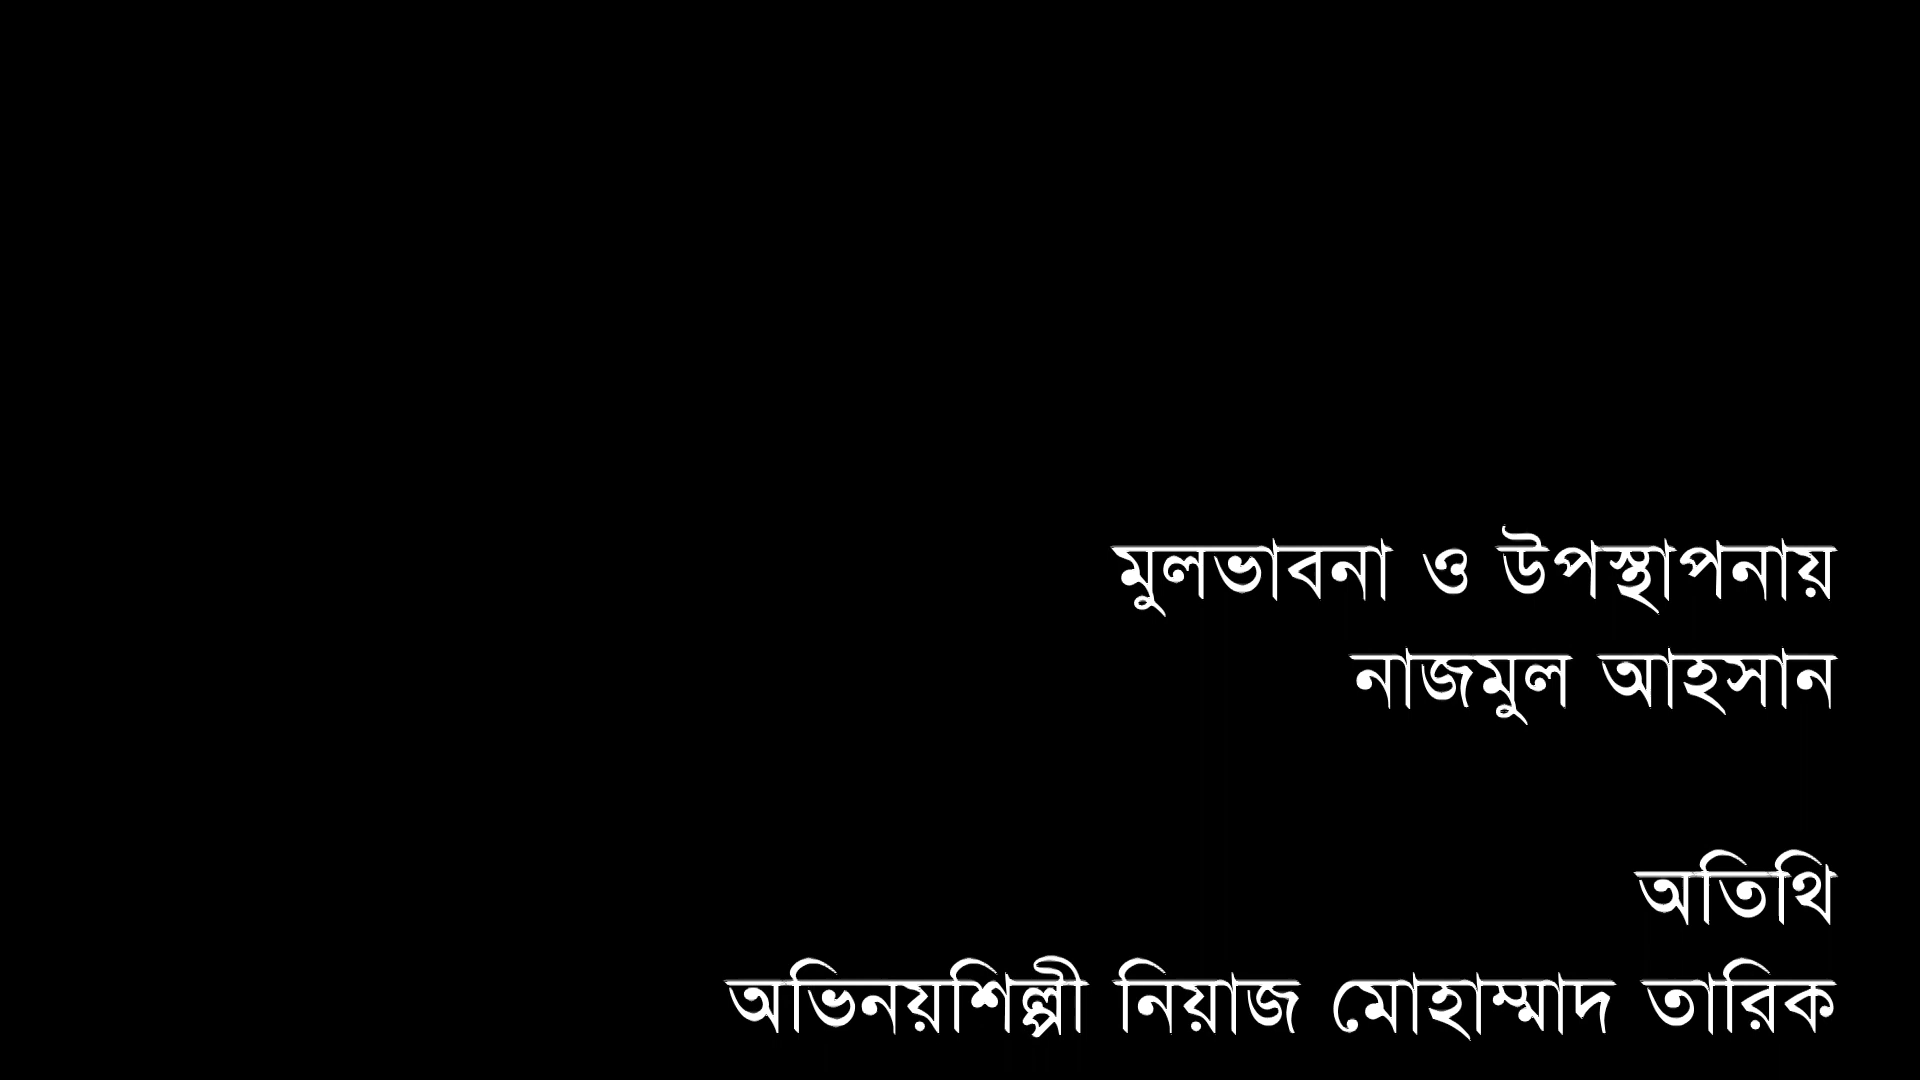 মুলভাবনা ও উপস্থাপনায়
নাজমুল আহসান
অতিথি
অভিনয়শিল্পী নিয়াজ মোহাম্মাদ তারিক